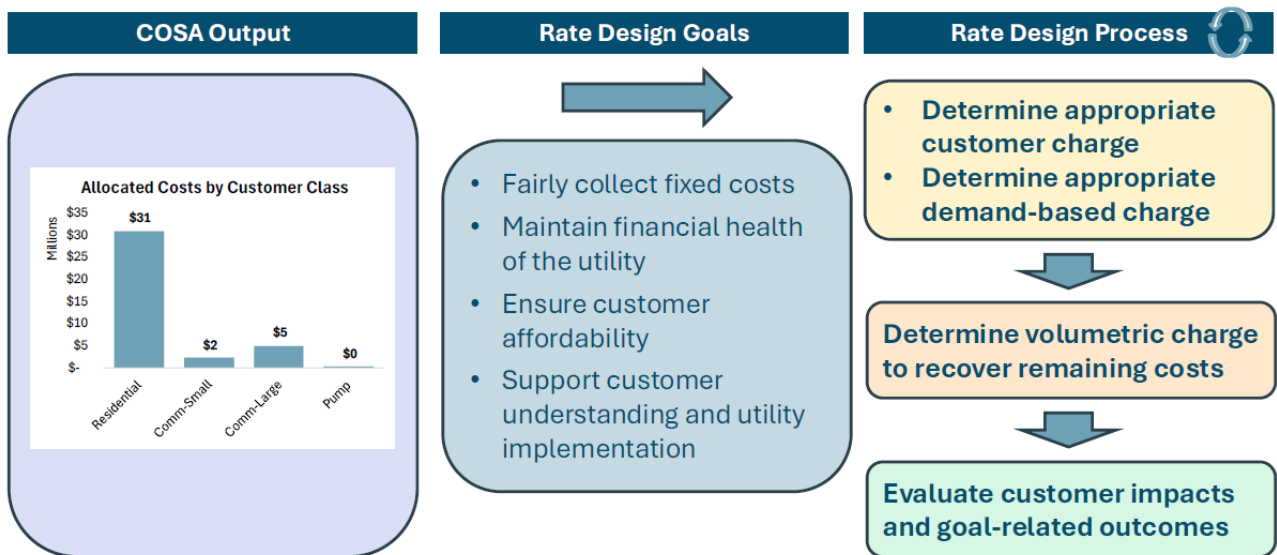 COSA Output
Allocated Costs by Customer Class
Millions
$35
$30
$25
$20
$15
$10
$5
$-
$31
$2
$5
$0
Residential
Comm-Small
Comm-Large
Pump
Rate Design Goals
• Fairly collect fixed costs
• Maintain financial health
of the utility
• Ensure customer
affordability
• Support customer
understanding and utility
implementation
Rate Design Process
• Determine appropriate
customer charge
• Determine appropriate
demand-based charge
Determine volumetric charge
to recover remaining costs
Evaluate customer impacts
and goal-related outcomes